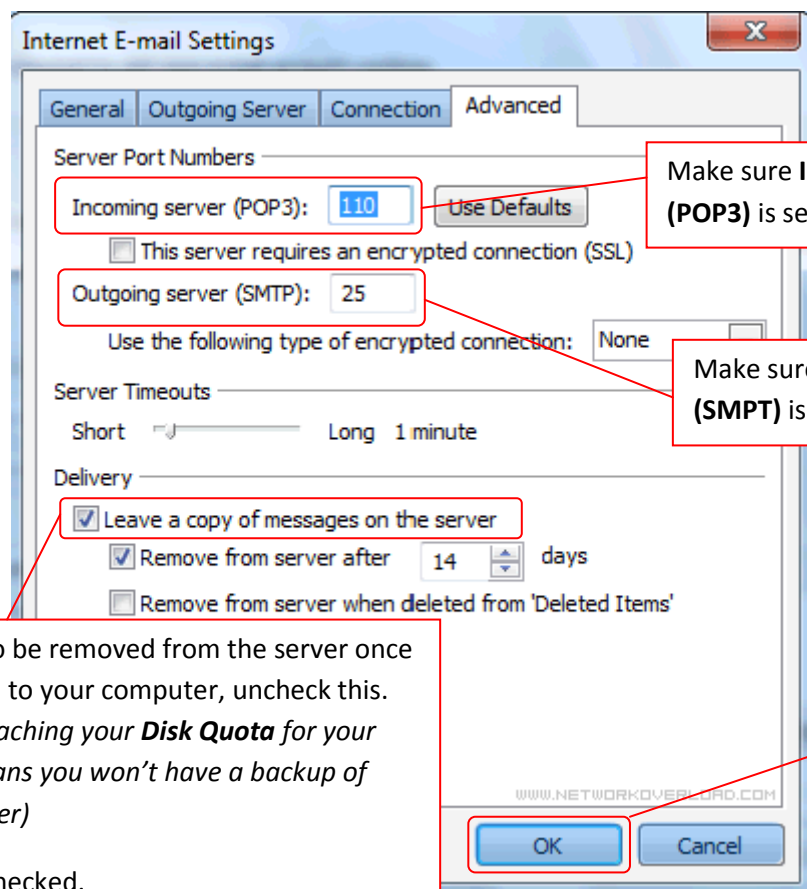 Internet E-mail Settings
General Outgoing Server Connection Advanced
Server Port Numbers
Incoming server (POP3): 110 Use Defaults
Make sure I
(POP3) is se
This server requires an encrypted connection (SSL)
Outgoing server (SMTP): 25
Use the following type of encrypted connection: None
Make sure
(SMPT) is
Server Timeouts
Short Long 1 minute
Delivery
Leave a copy of messages on the server
Remove from server after 14 days
Remove from server when deleted from 'Deleted Items'
o be removed from the server once
to your computer, uncheck this.
aching your Disk Quota for your
ans you won't have a backup of
er)
hecked.
WWW.NETWORKOVERLOAD.COM
OK Cancel